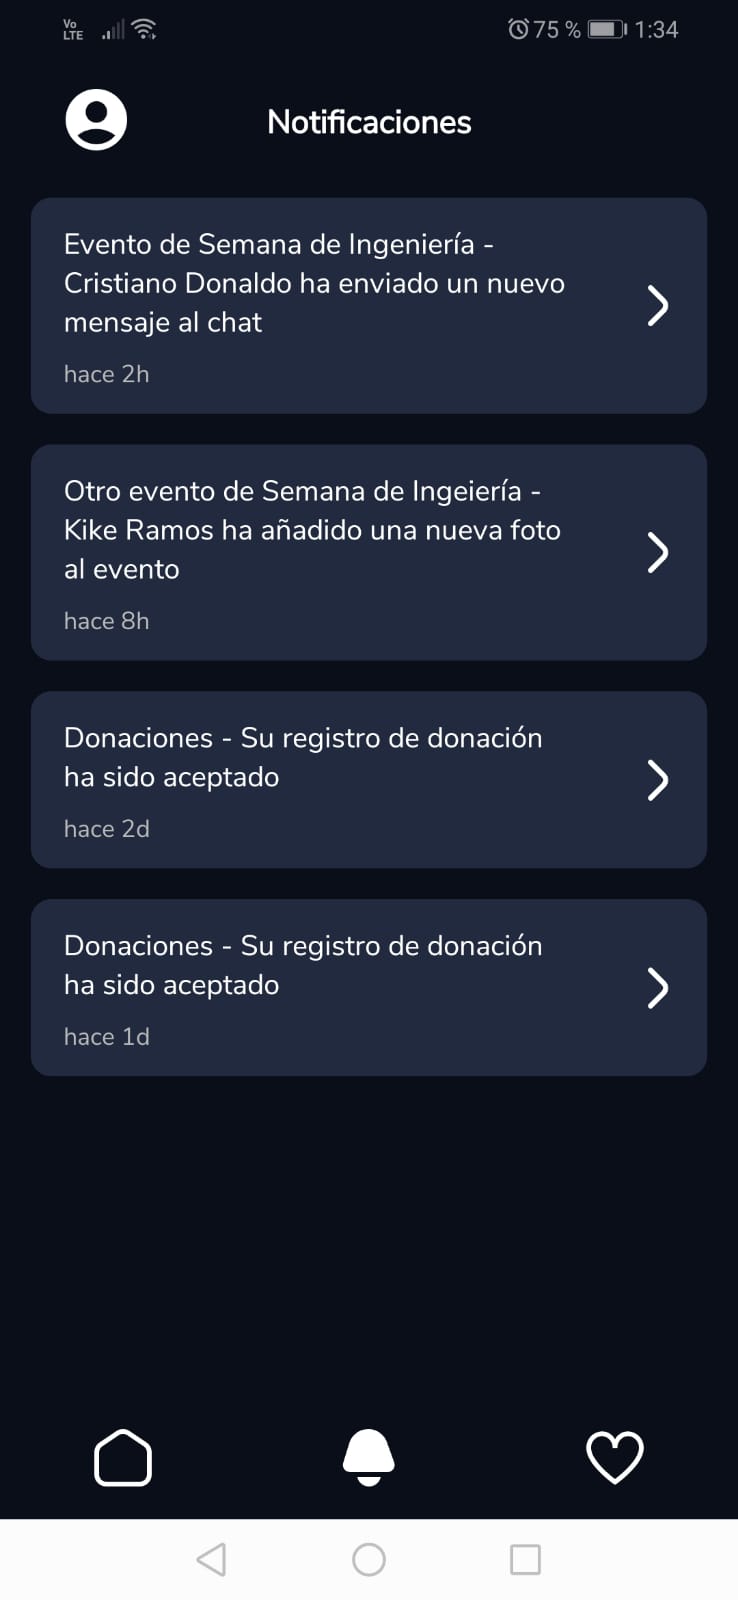 Vo
LTE
75 %
1:34
Notificaciones
Evento de Semana de Ingeniería -
Cristiano Donaldo ha enviado un nuevo
mensaje al chat
hace 2h
Otro evento de Semana de Ingeiería -
Kike Ramos ha añadido una nueva foto
al evento
hace 8h
Donaciones - Su registro de donación
ha sido aceptado
hace 2d
Donaciones - Su registro de donación
ha sido aceptado
hace 1d